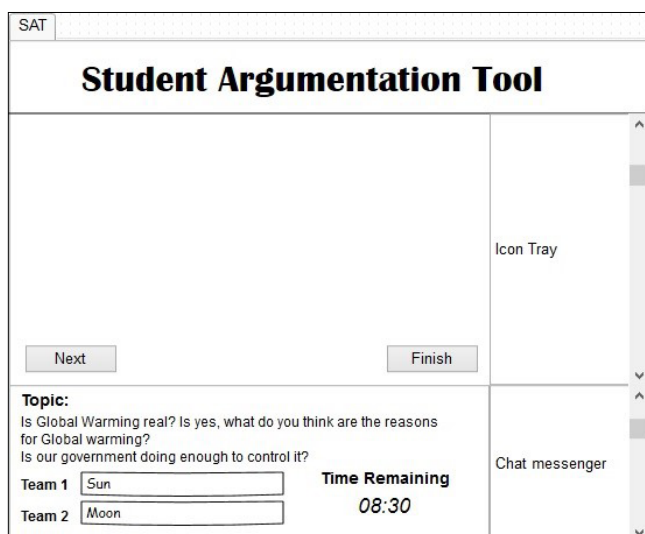 SAT
Student Argumentation Tool
Icon Tray
Next
Finish
Topic:
Is Global Warming real? Is yes, what do you think are the reasons
for Global warming?
Is our government doing enough to control it?
Team 1 Sun
Team 2 Moon
Time Remaining
08:30
Chat messenger